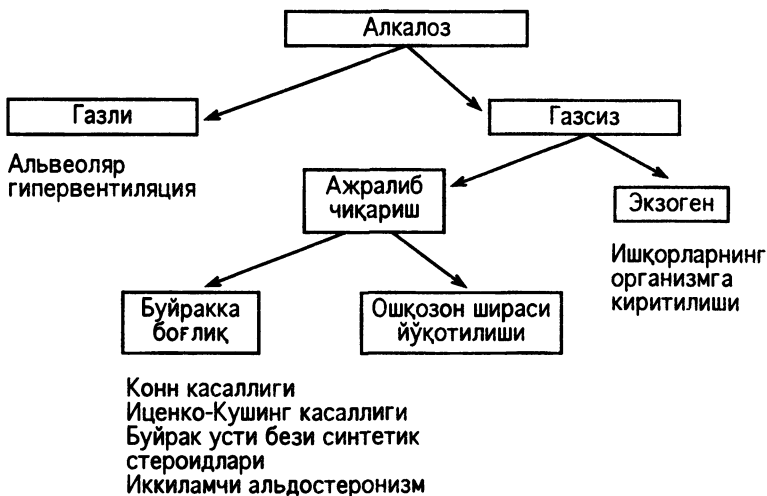 Алкалоз
Газли
Газсиз
Альвеоляр
гипервентиляция
Ажралиб
чиқариш
Экзоген
Ишқорларнинг
организмга
киритилиши
Буйракка
боғлиқ
Ошқозон шираси
йўқотилиши
Конн касаллиги
Иценко-Кушинг касаллиги
Буйрак усти бези синтетик
стероидлари
Иккиламчи альдостеронизм